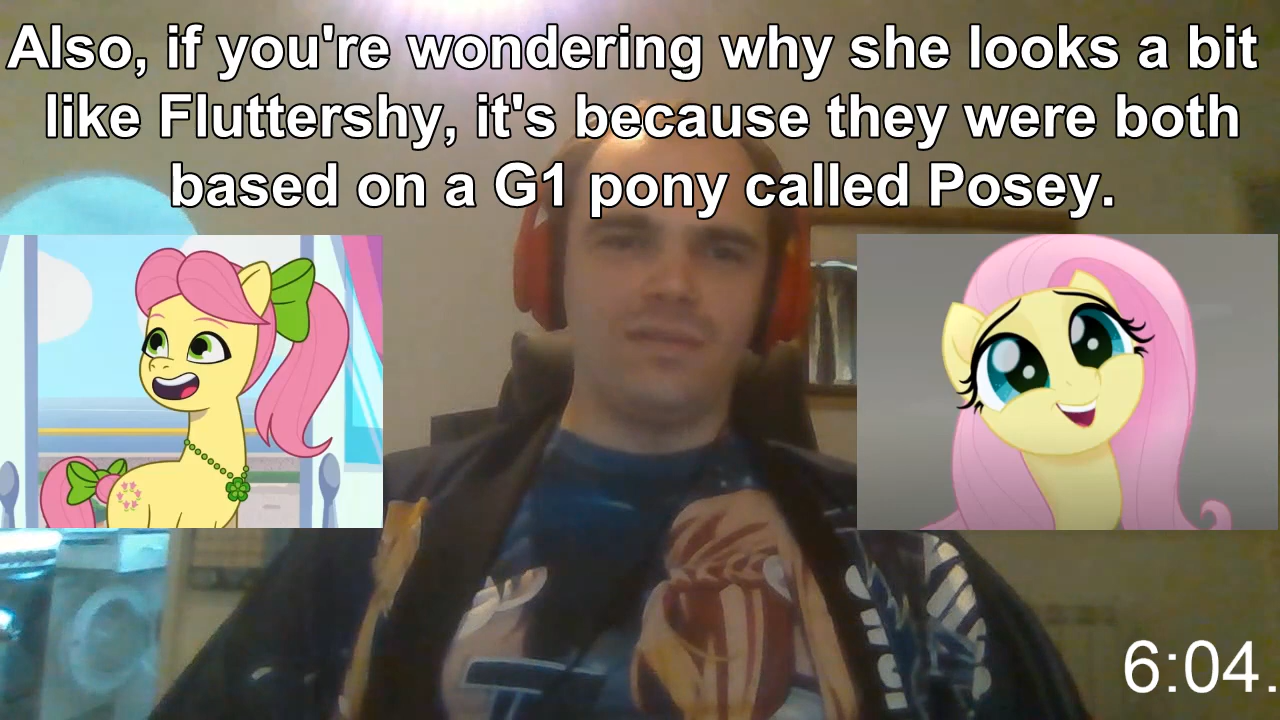 Also, if you're wondering why she looks a bit
like Fluttershy, it's because they were both
based on a G1 pony called Posey.
6:04.